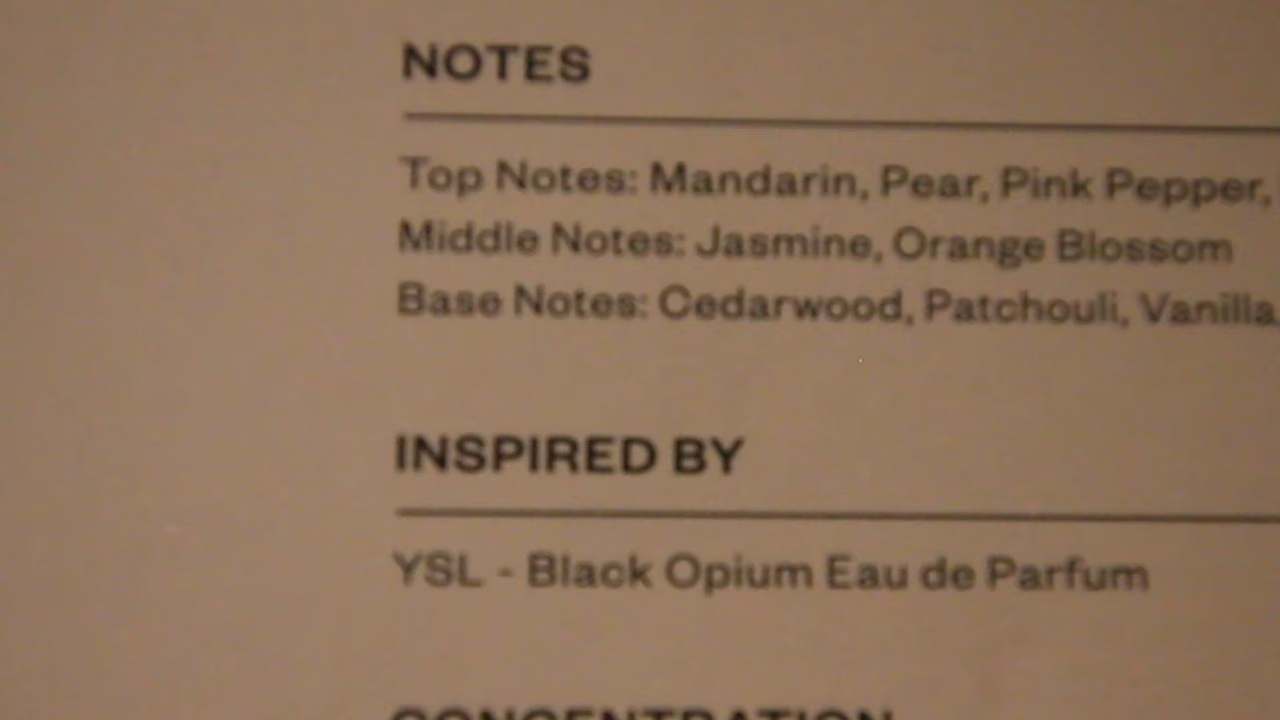 NOTES
Top Notes: Mandarin, Pear, Pink Pepper,
Middle Notes: Jasmine, Orange Blossom
Base Notes: Cedarwood, Patchouli, Vanilla,
INSPIRED BY
YSL - Black Opium Eau de Parfum
CONCENTRATION